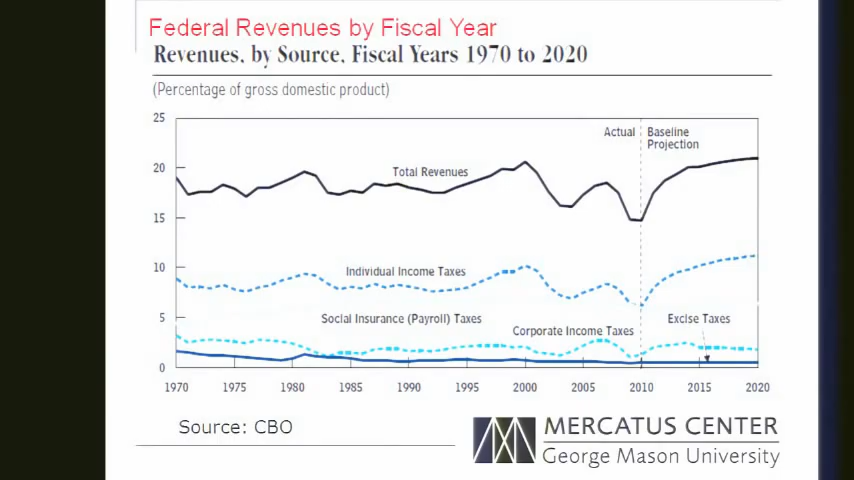 Federal Revenues by Fiscal Year
Revenues, by Source, Fiscal Years 1970 to 2020
(Percentage of gross domestic product)
25
20
15
10
5
0
Actual
Baseline
Projection
Total Revenues
Individual Income Taxes
Social Insurance (Payroll) Taxes
Corporate Income Taxes
Excise Taxes
1970 1975 1980 1985 1990 1995 2000 2005 2010 2015 2020
Source: CBO
MERCATUS CENTER
George Mason University